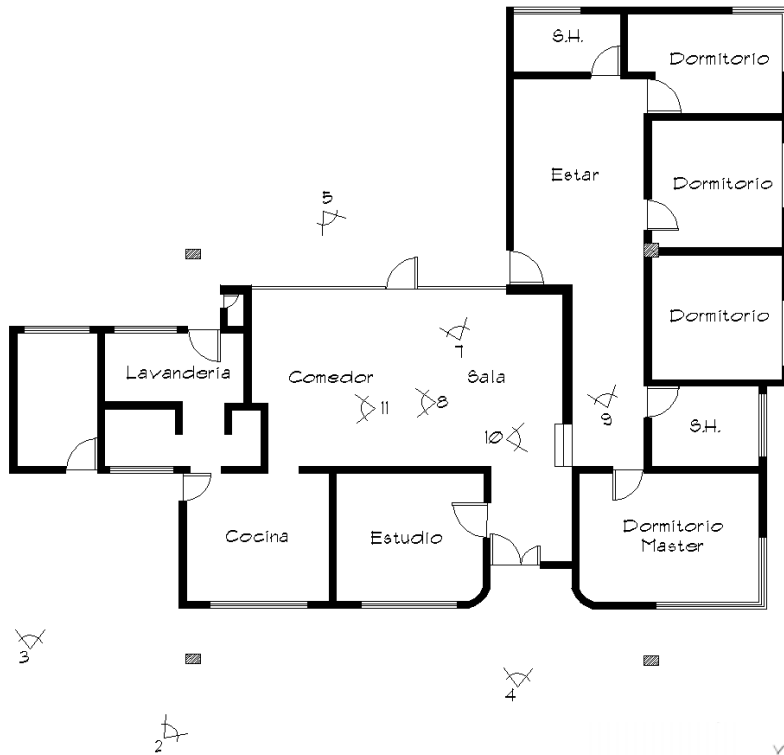 S.H.
Dormitorio
Estar
Dormitorio
5
Dormitorio
7
Lavandería
Comedor
Sala
11
8
9
10
S.H.
Cocina
Estudio
Dormitorio
Master
3
4
2